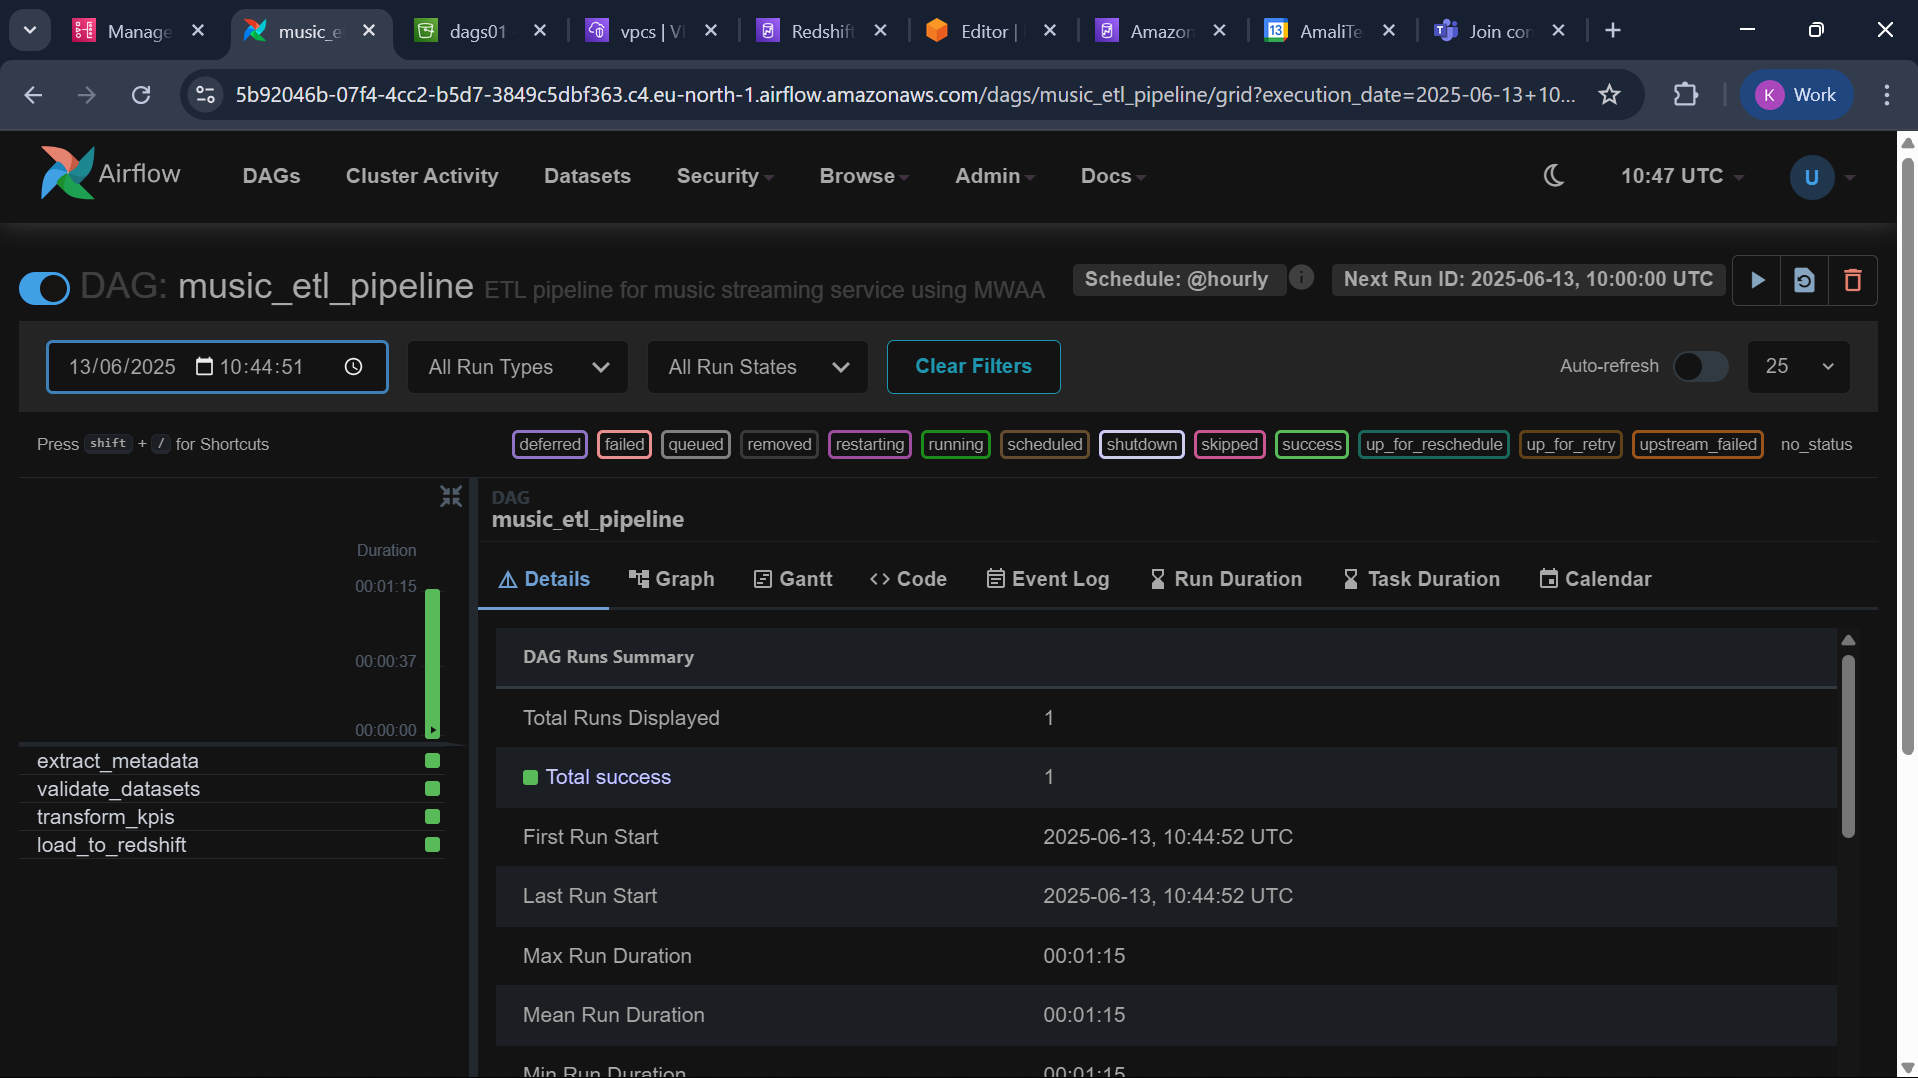 Manage
music_e
dags01
vpcs | V
Redshift
Editor |
Amazon
13
AmaliTe
Join cor
5b92046b-07f4-4cc2-b5d7-3849c5dbf363.c4.eu-north-1.airflow.amazonaws.com/dags/music_etl_pipeline/grid?execution_date=2025-06-13+10...
K Work
Airflow DAGs Cluster Activity Datasets Security Browse Admin Docs 10:47 UTC U
DAG: music_etl_pipeline ETL pipeline for music streaming service using MWAA Schedule: @hourly i Next Run ID: 2025-06-13, 10:00:00 UTC
13/06/2025 10:44:51 All Run Types All Run States Clear Filters Auto-refresh 25
Press shift + / for Shortcuts deferred failed queued removed restarting running scheduled shutdown skipped success up_for_reschedule up_for_retry upstream_failed no_status
Duration
00:01:15
00:00:37
00:00:00
extract_metadata
validate_datasets
transform_kpis
load_to_redshift
DAG
music_etl_pipeline
Details Graph Gantt Code Event Log Run Duration Task Duration Calendar
DAG Runs Summary
Total Runs Displayed 1
Total success 1
First Run Start 2025-06-13, 10:44:52 UTC
Last Run Start 2025-06-13, 10:44:52 UTC
Max Run Duration 00:01:15
Mean Run Duration 00:01:15
Min Run Duration 00:01:15